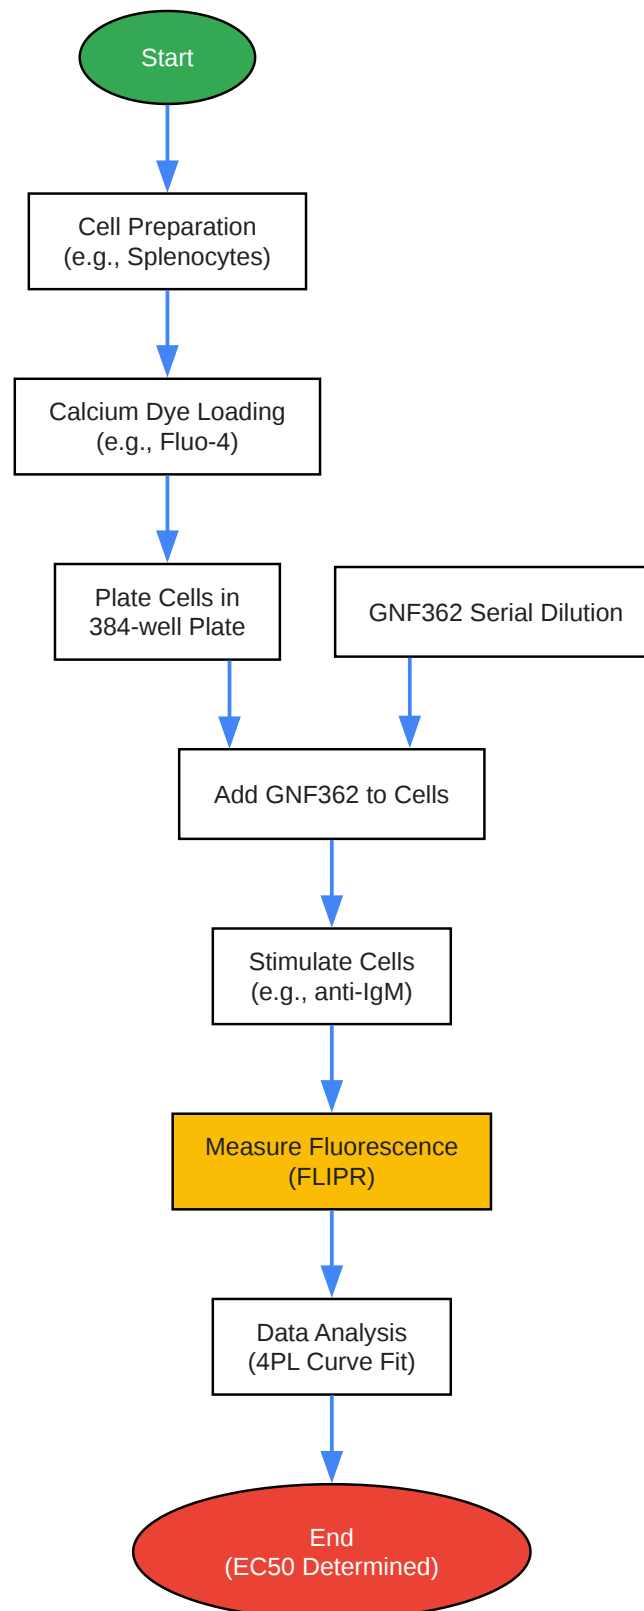 Start
Cell Preparation
(e.g., Splenocytes)
Calcium Dye Loading
(e.g., Fluo-4)
Plate Cells in
384-well Plate
GNF362 Serial Dilution
Add GNF362 to Cells
Stimulate Cells
(e.g., anti-IgM)
Measure Fluorescence
(FLIPR)
Data Analysis
(4PL Curve Fit)
End
(EC50 Determined)